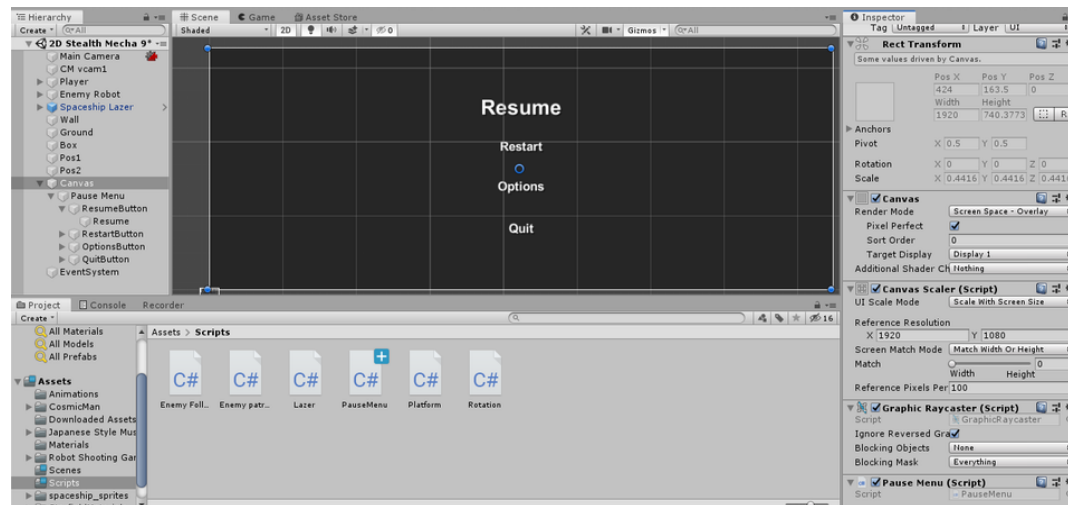 Hierarchy
Create
All
2D Stealth Mecha 9*
Main Camera
CM vcam1
Player
Enemy Robot
Spaceship Lazer
Wall
Ground
Box
Pos1
Pos2
Canvas
Pause Menu
ResumeButton
Resume
RestartButton
OptionsButton
QuitButton
EventSystem
Scene
Game
Asset Store
Shaded
2D
0
Gizmos
All
Resume
Restart
Options
Quit
Project
Console
Recorder
Create
16
All Materials
All Models
All Prefabs
Assets
Animations
CosmicMan
Downloaded Assets
Japanese Style Mus
Materials
Robot Shooting Gar
Scenes
Scripts
spaceship_sprites
Assets > Scripts
C# C# C# C# C# C#
Enemy Foll... Enemy patr... Lazer PauseMenu Platform Rotation
Inspector
Tag Untagged Layer UI
Rect Transform
Some values driven by Canvas.
Pos X Pos Y Pos Z
424 163.5 0
Width Height
1920 740.3773 R
Anchors
Pivot X 0.5 Y 0.5
Rotation X 0 Y 0 Z 0
Scale X 0.4416 Y 0.4416 Z 0.4416
Canvas
Render Mode Screen Space - Overlay
Pixel Perfect
Sort Order 0
Target Display Display 1
Additional Shader Ch Nothing
Canvas Scaler (Script)
UI Scale Mode Scale With Screen Size
Reference Resolution
X 1920 Y 1080
Screen Match Mode Match Width Or Height
Match 0
Width Height
Reference Pixels Per 100
Graphic Raycaster (Script)
Script GraphicRaycaster
Ignore Reversed Gra
Blocking Objects None
Blocking Mask Everything
Pause Menu (Script)
Script PauseMenu